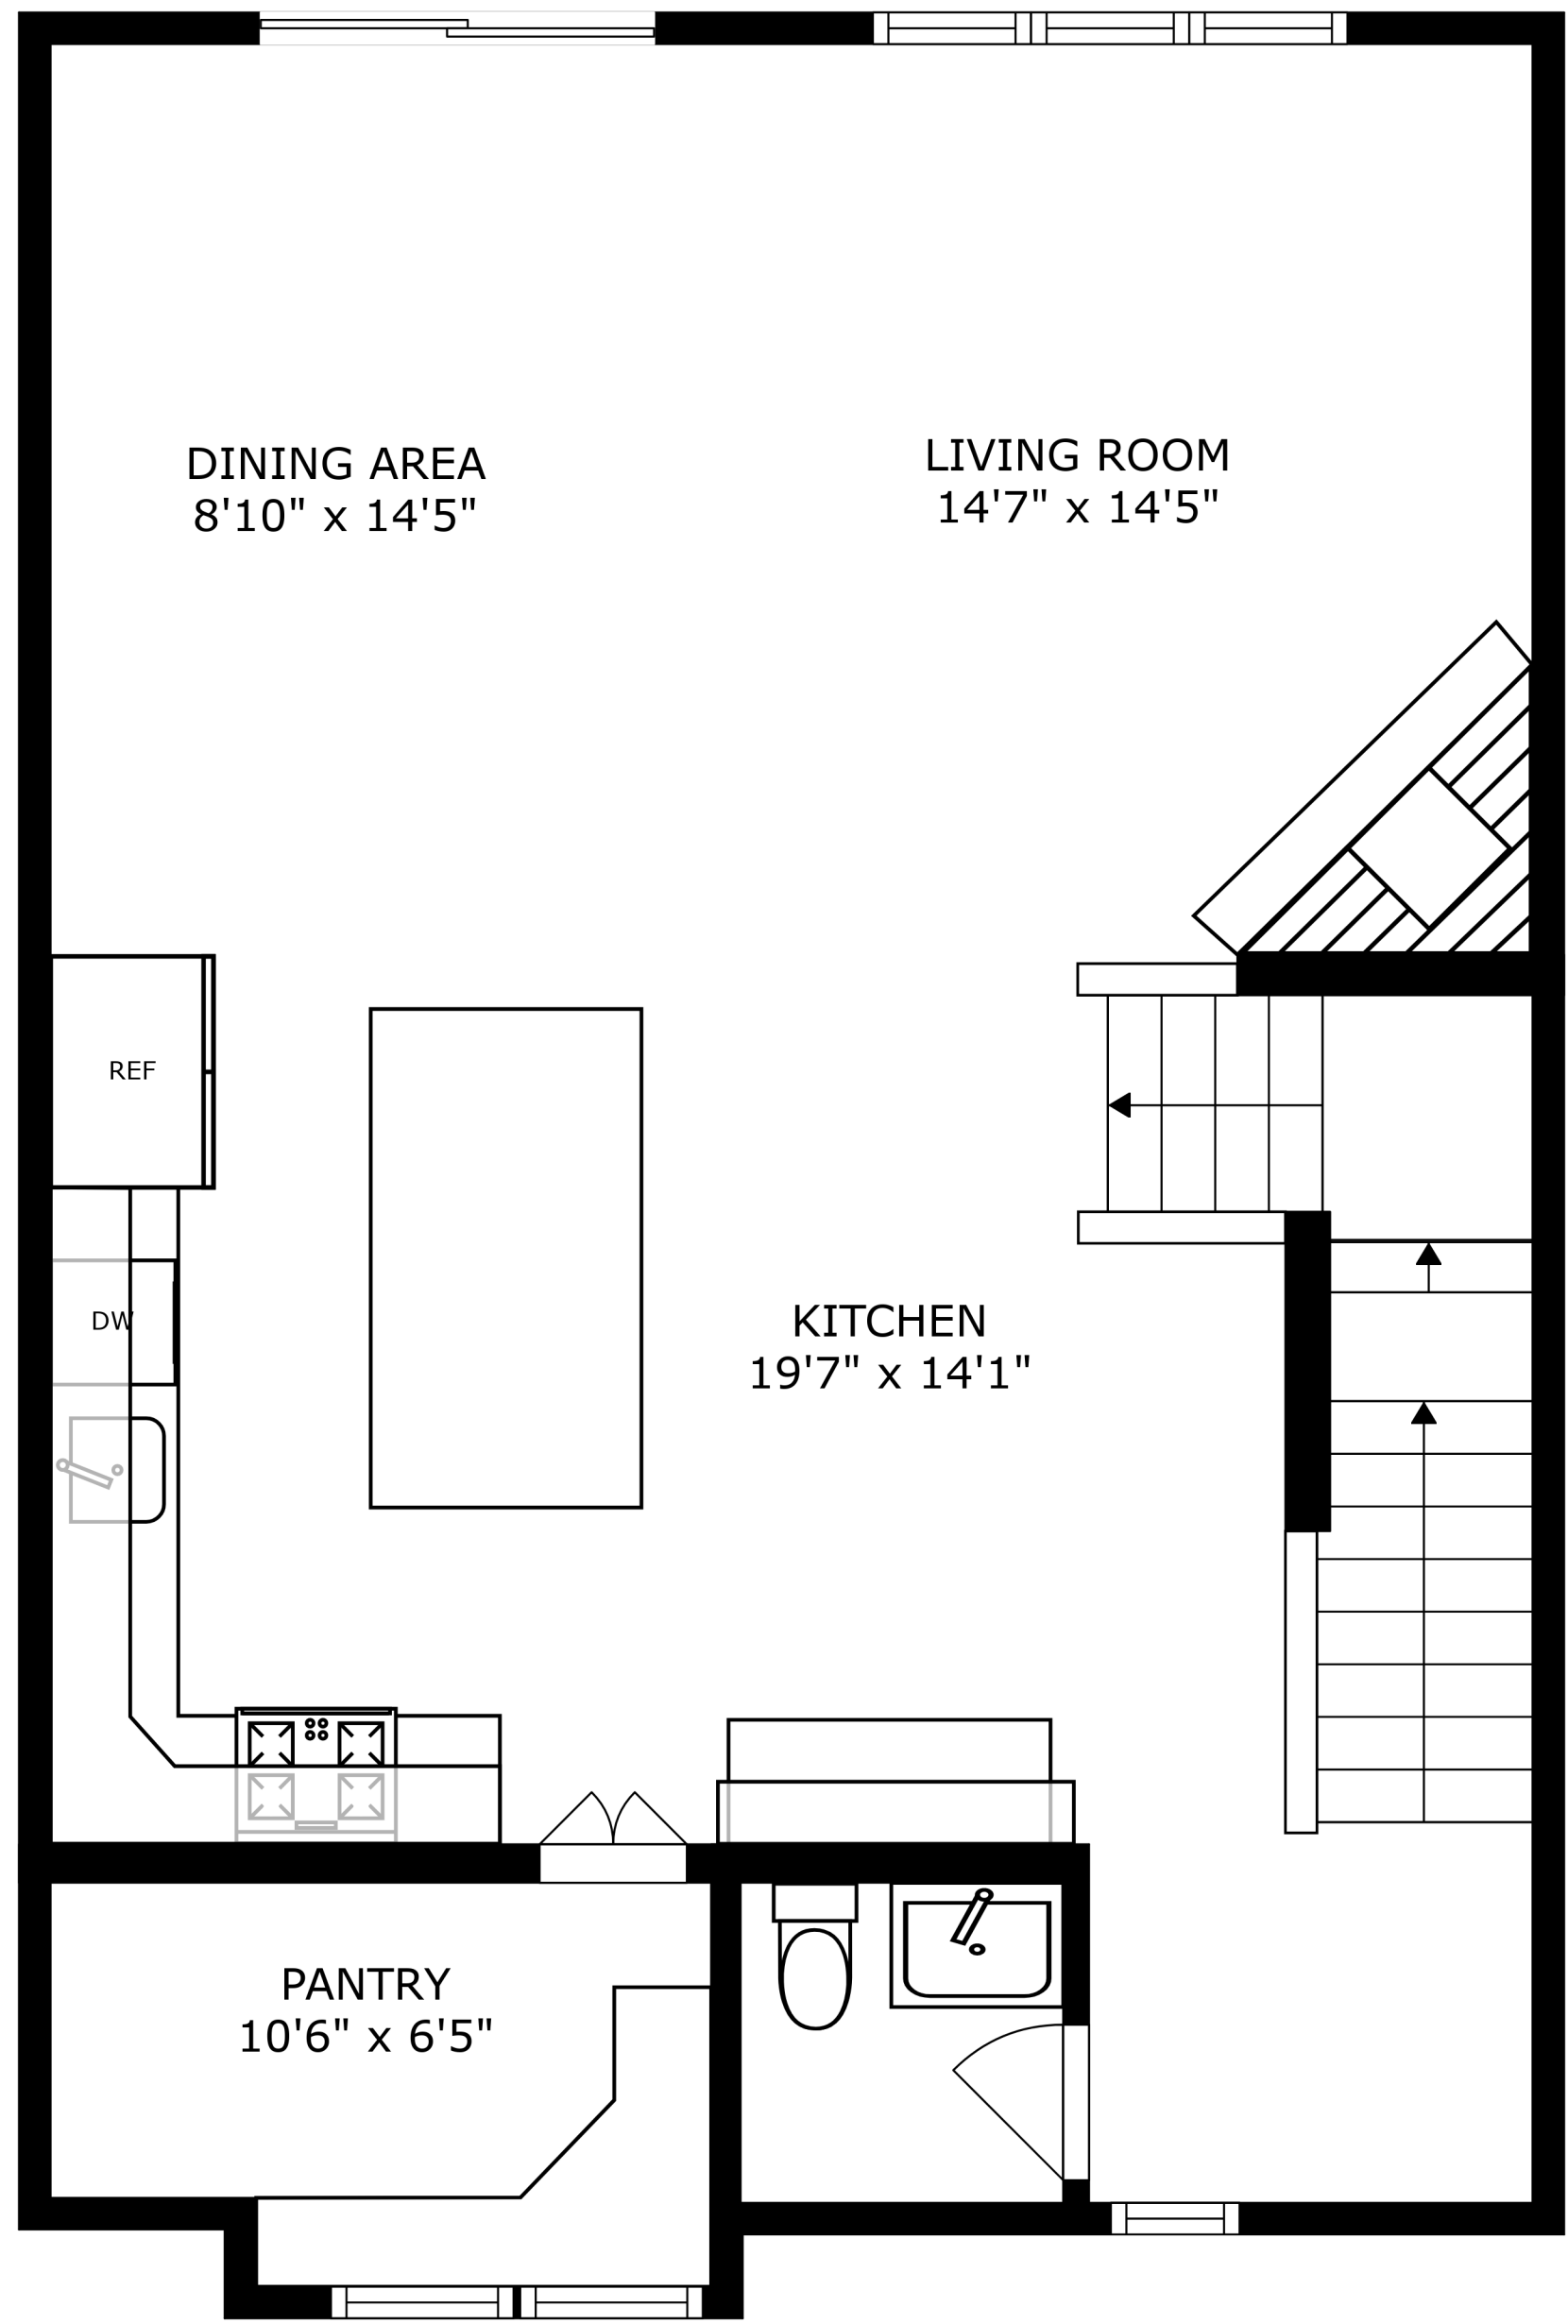 DINING AREA
8'10" x 14'5"
LIVING ROOM
14'7" x 14'5"
REF
DW
KITCHEN
19'7" x 14'1"
PANTRY
10'6" x 6'5"